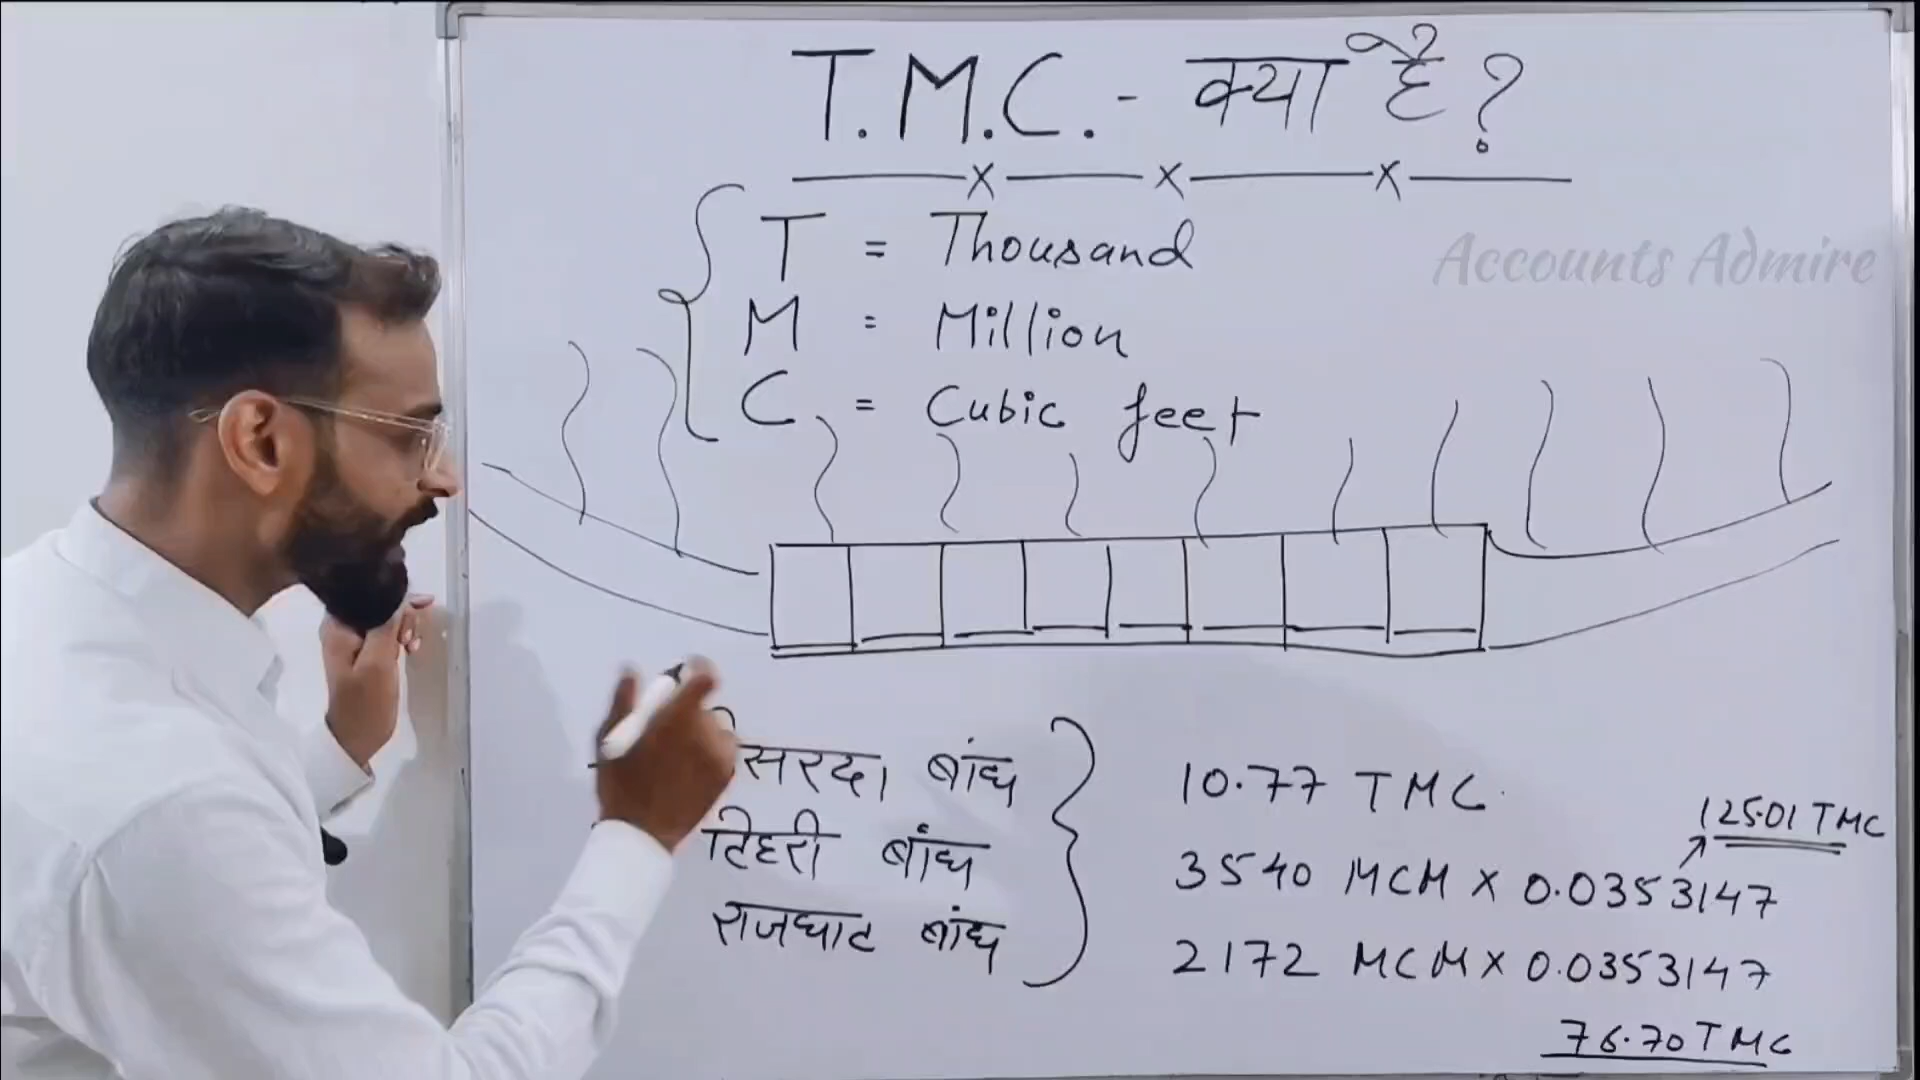 T.M.C. - क्या है ?
T = Thousand
Accounts Admire
M = Million
C = Cubic feet
बांध 10.77 TMC
125.01 TMC
टिहरी बांध 3540 MCM x 0.0353147
राजघाट बांध 2172 MCM x 0.0353147
76.70 TMC